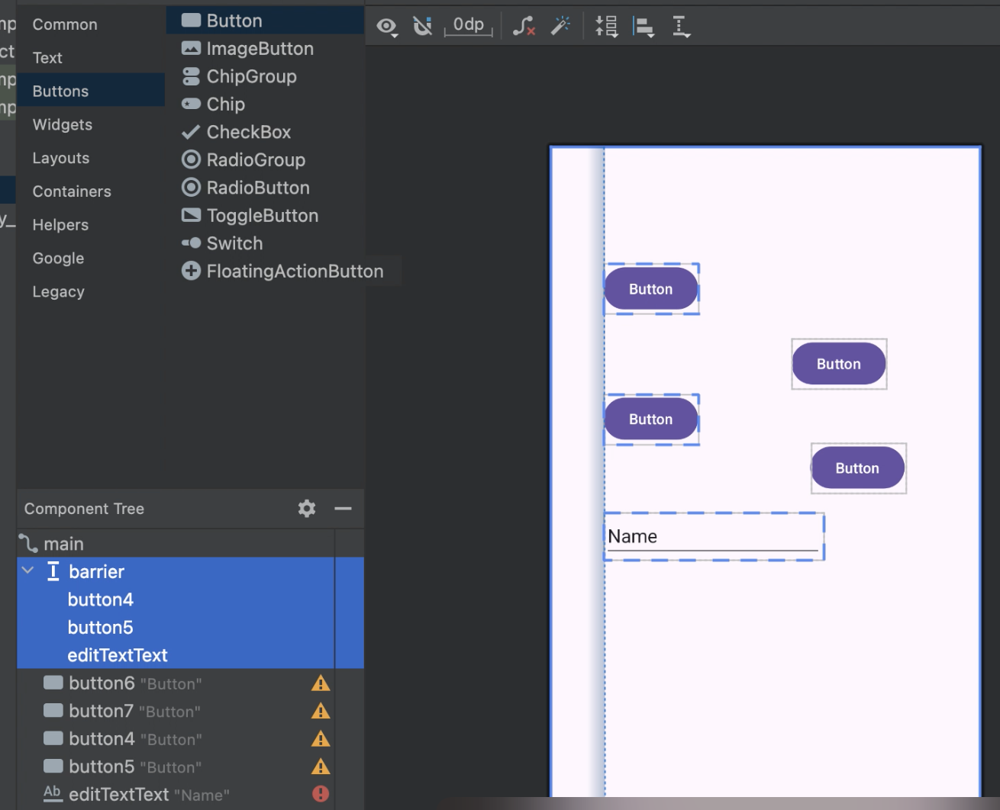 Common
Text
Buttons
Widgets
Layouts
Containers
Helpers
Google
Legacy
Button
ImageButton
ChipGroup
Chip
CheckBox
RadioGroup
RadioButton
ToggleButton
Switch
FloatingActionButton
0dp
Button
Button
Button
Button
Name
Component Tree
main
barrier
button4
button5
editTextText
button6 "Button"
button7 "Button"
button4 "Button"
button5 "Button"
Ab editTextText "Name"